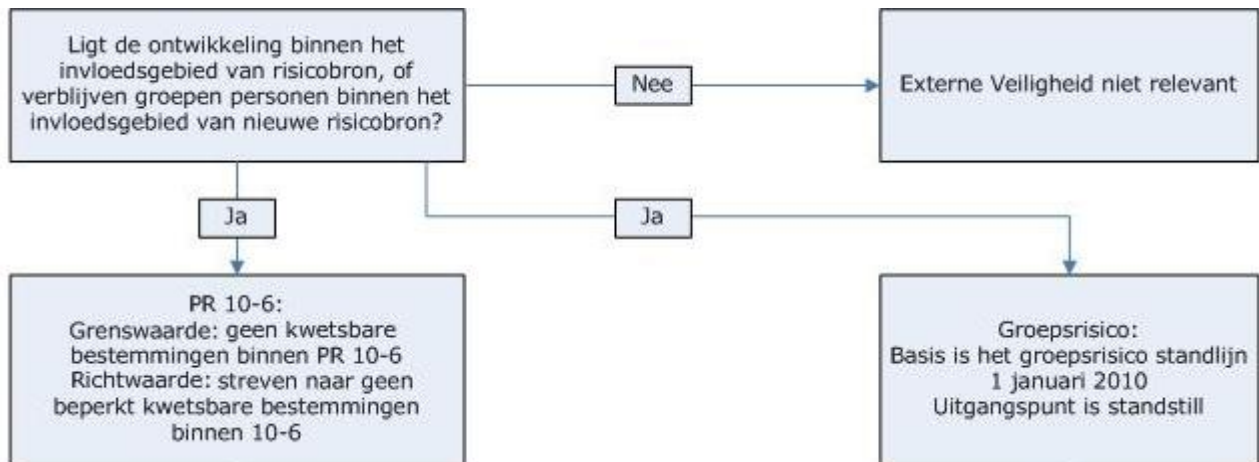 Ligt de ontwikkeling binnen het
invloedsgebied van risicobron, of
verblijven groepen personen binnen het
invloedsgebied van nieuwe risicobron?
Nee
Externe Veiligheid niet relevant
Ja
Ja
PR 10-6:
Grenswaarde: geen kwetsbare
bestemmingen binnen PR 10-6
Richtwaarde: streven naar geen
beperkt kwetsbare bestemmingen
binnen 10-6
Groepsrisico:
Basis is het groepsrisico standlijn
1 januari 2010
Uitgangspunt is standstill